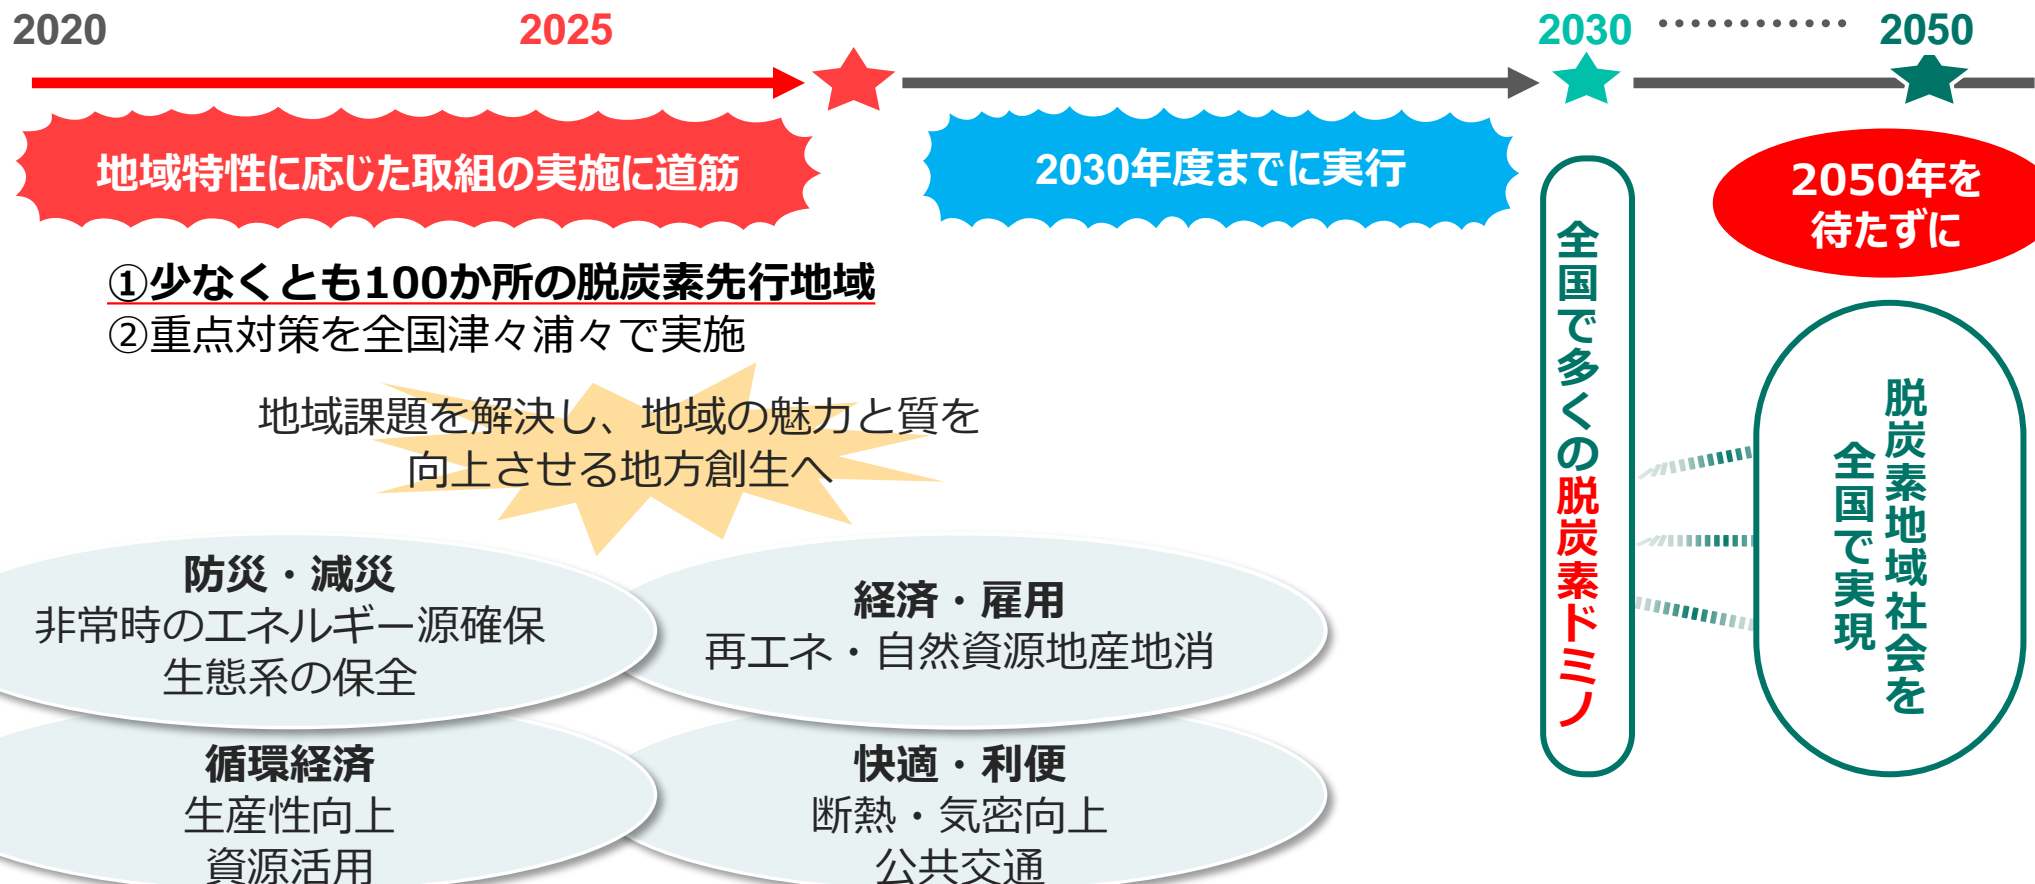 2020
2025
2030
2050
地域特性に応じた取組の実施に道筋
2030年度までに実行
2050年を
待たずに
①少なくとも100か所の脱炭素先行地域
②重点対策を全国津々浦々で実施
地域課題を解決し、地域の魅力と質を
向上させる地方創生へ
防災・減災
非常時のエネルギー源確保
生態系の保全
経済・雇用
再エネ・自然資源地産地消
循環経済
生産性向上
資源活用
快適・利便
断熱・気密向上
公共交通
全国で多くの脱炭素ドミノ
脱炭素地域社会を
全国で実現